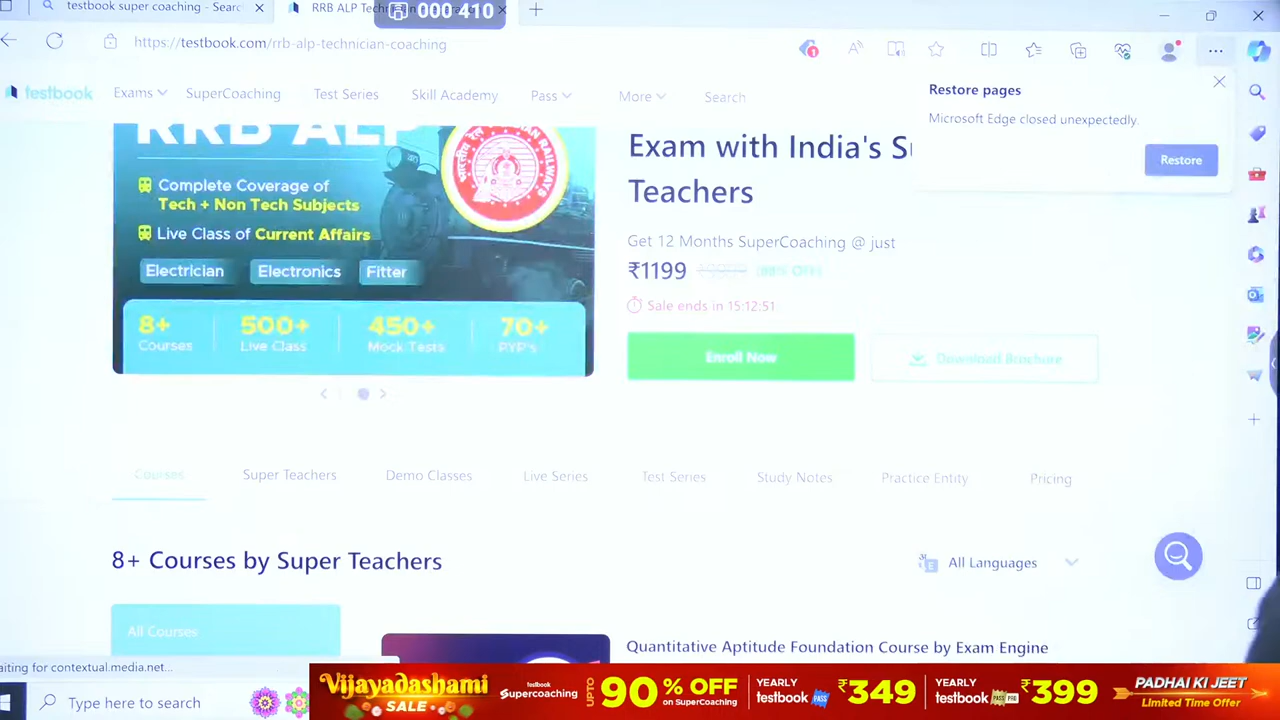 testbook super coaching - Searc
RRB ALP Tech
000 410
https://testbook.com/rrb-alp-technician-coaching
testbook
Exams
SuperCoaching
Test Series
Skill Academy
Pass
More
Search
Restore pages
Microsoft Edge closed unexpectedly.
Restore
RRB ALP
Complete Coverage of
Tech + Non Tech Subjects
Live Class of Current Affairs
Electrician
Electronics
Fitter
8+
Courses
500+
Live Class
450+
Mock Tests
70+
PYP's
Exam with India's Su
Teachers
Get 12 Months SuperCoaching @ just
₹1199
Sale ends in 15:12:51
Enroll Now
Download Brochure
Courses
Super Teachers
Demo Classes
Live Series
Test Series
Study Notes
Practice Entity
Pricing
8+ Courses by Super Teachers
All Languages
All Courses
Quantitative Aptitude Foundation Course by Exam Engine
aiting for contextual.media.net...
Type here to search
Vijayadashami
SALE
testbook
Supercoaching
UPTO
90% OFF
on SuperCoaching
YEARLY
testbook PASS
₹349
YEARLY
testbook PASS PRO
₹399
PADHAI KI JEET
Limited Time Offer